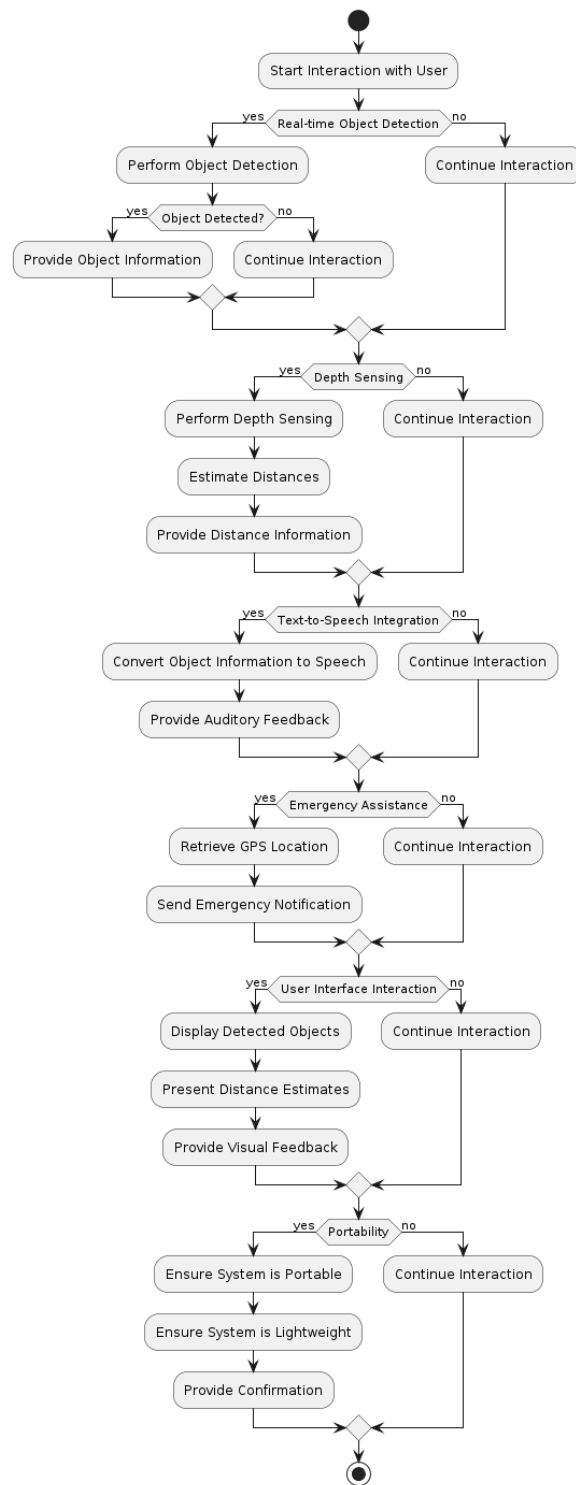 Start Interaction with User
yes
Real-time Object Detection
no
Perform Object Detection
Continue Interaction
yes
Object Detected?
no
Provide Object Information
Continue Interaction
yes
Depth Sensing
no
Perform Depth Sensing
Continue Interaction
Estimate Distances
Provide Distance Information
yes
Text-to-Speech Integration
no
Convert Object Information to Speech
Continue Interaction
Provide Auditory Feedback
yes
Emergency Assistance
no
Retrieve GPS Location
Continue Interaction
Send Emergency Notification
yes
User Interface Interaction
no
Display Detected Objects
Continue Interaction
Present Distance Estimates
Provide Visual Feedback
yes
Portability
no
Ensure System is Portable
Continue Interaction
Ensure System is Lightweight
Provide Confirmation